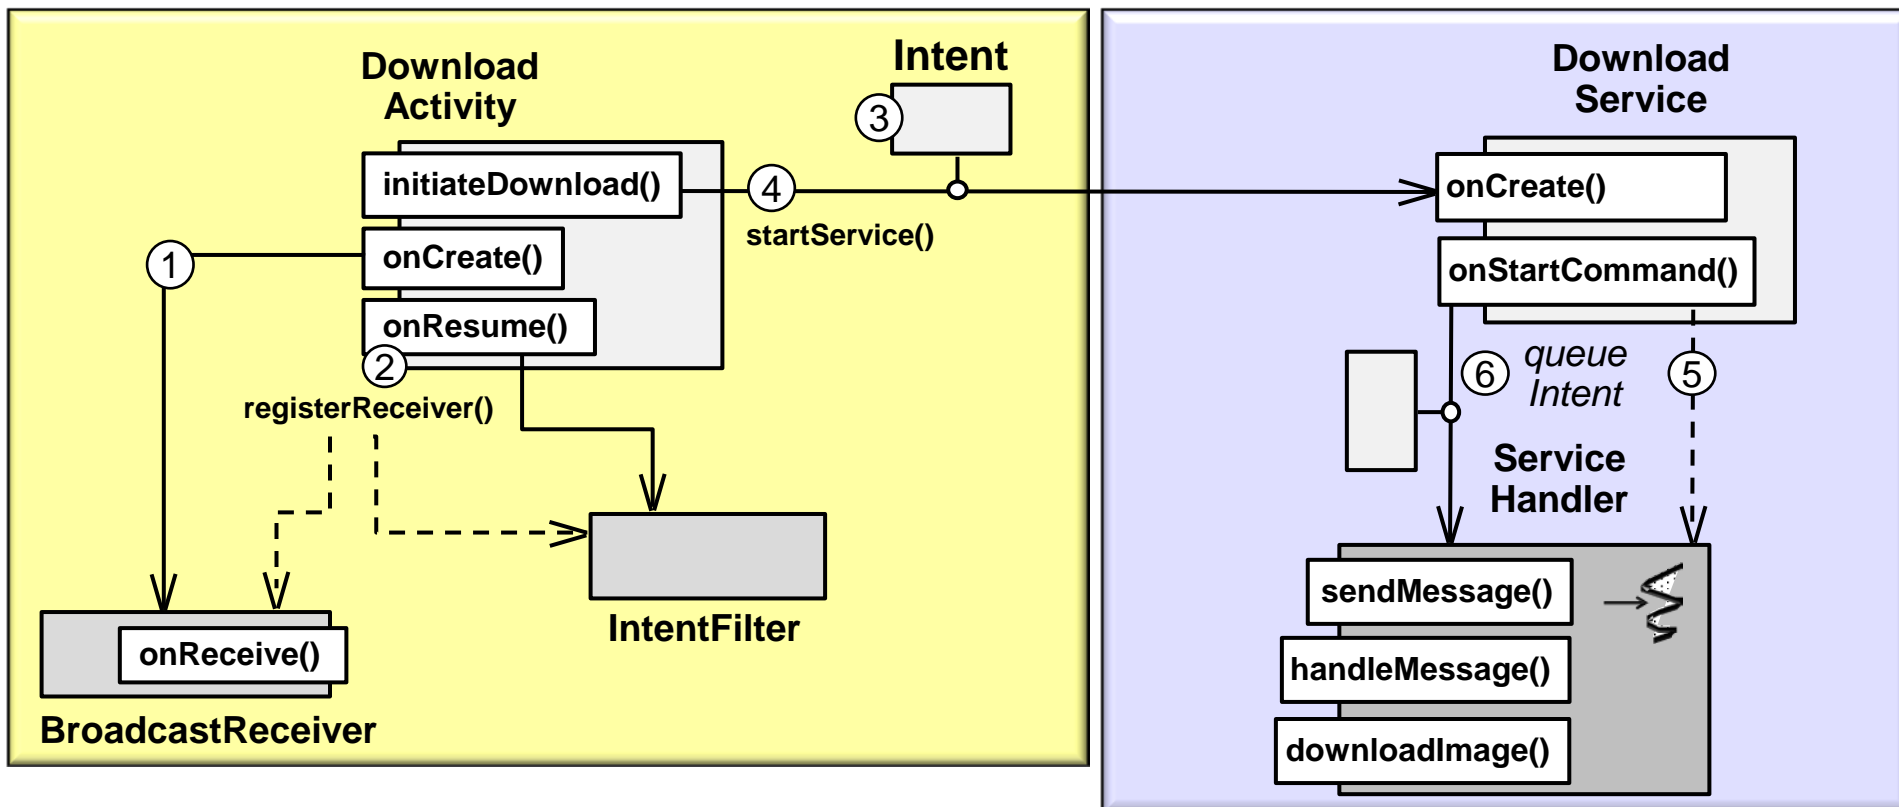 Download
Activity
Intent
3
initiateDownload()
4
startService()
onCreate()
1
onResume()
2
registerReceiver()
IntentFilter
onReceive()
BroadcastReceiver
Download
Service
onCreate()
onStartCommand()
6
queue
Intent
5
Service
Handler
sendMessage()
handleMessage()
downloadImage()